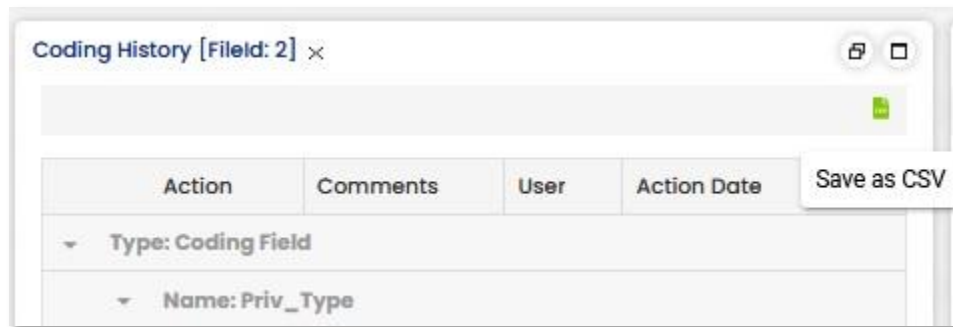 Coding History [FileId: 2]
Action Comments User Action Date
Save as CSV
Type: Coding Field
Name: Priv_Type